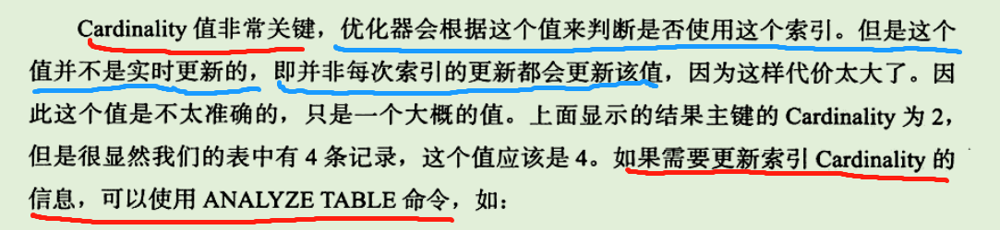 Cardinality 值非常关键，优化器会根据这个值来判断是否使用这个索引。但是这个
值并不是实时更新的，即并非每次索引的更新都会更新该值，因为这样代价太大了。因
此这个值是不太准确的，只是一个大概的值。上面显示的结果主键的 Cardinality 为 2，
但是很显然我们的表中有 4 条记录，这个值应该是 4。如果需要更新索引 Cardinality 的
信息，可以使用 ANALYZE TABLE 命令，如：